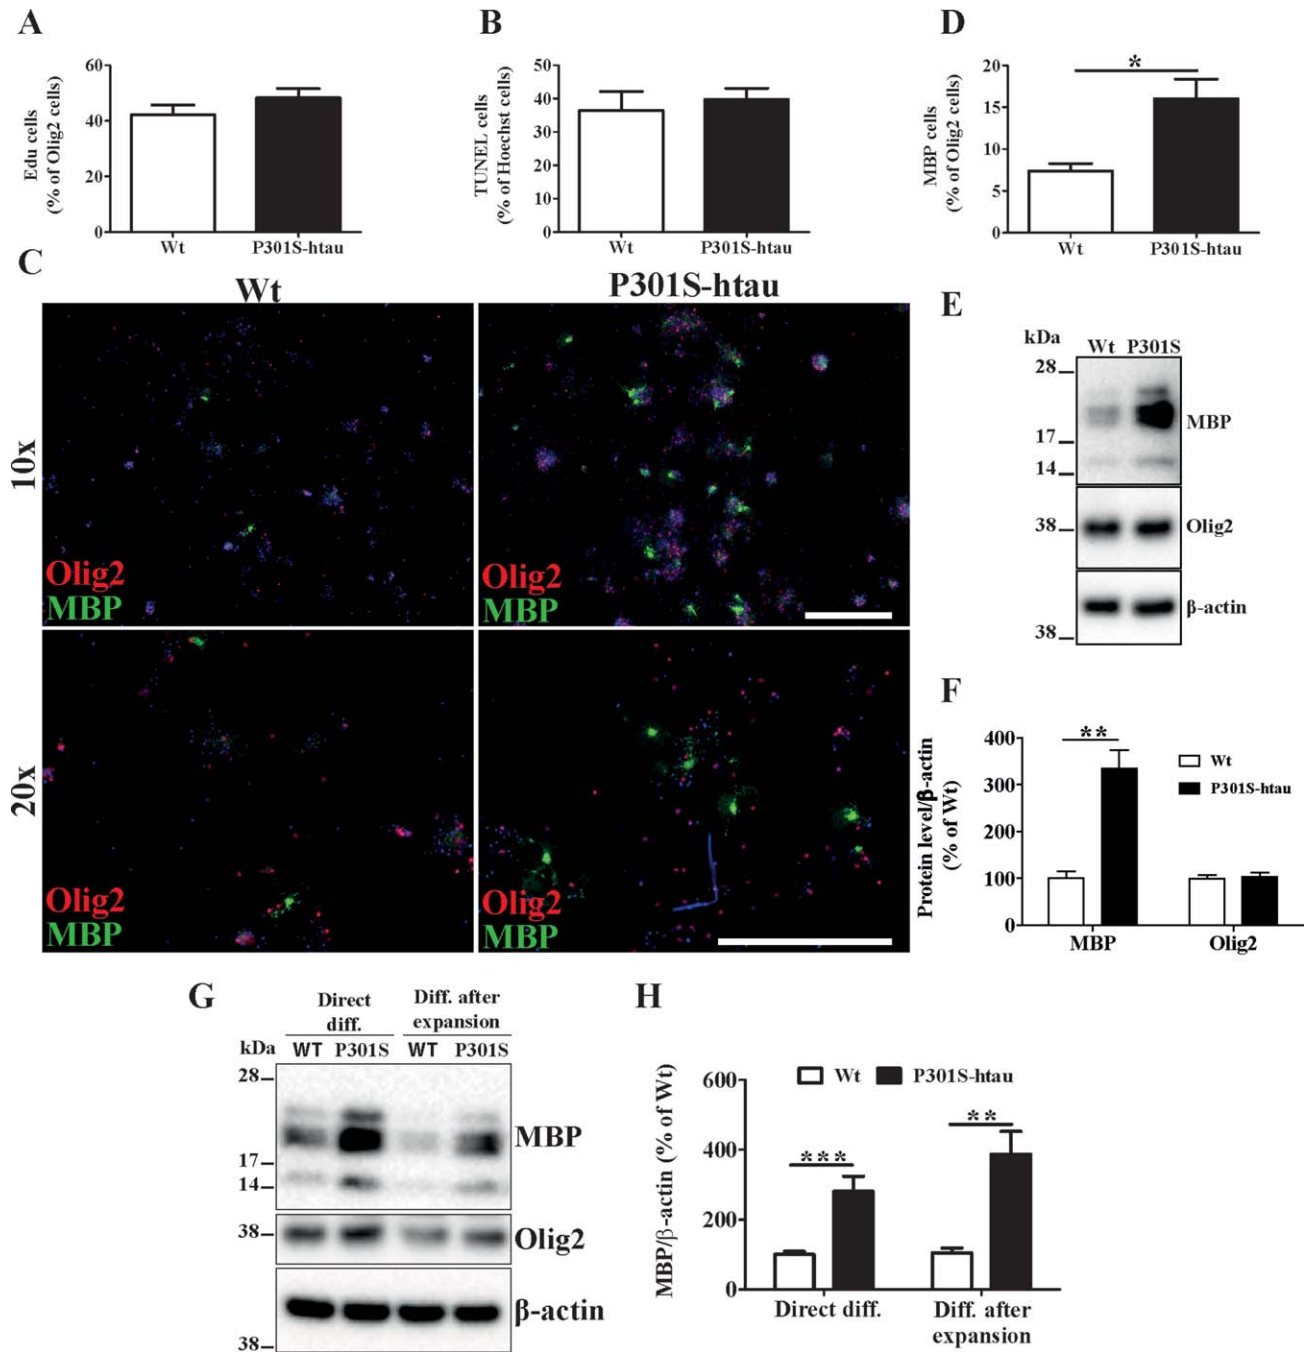 A
Edu cells
(% of Olig2 cells)
60
40
20
0
Wt
P301S-htau
B
TUNEL cells
(% of Hoechst cells)
50
40
30
20
10
0
Wt
P301S-htau
D
MBP cells
(% of Olig2 cells)
20
15
10
5
0
*
Wt
P301S-htau
C
Wt
P301S-htau
10x
Olig2
MBP
Olig2
MBP
20x
Olig2
MBP
Olig2
MBP
E
kDa
Wt P301S
28
17
14
MBP
38
Olig2
β-actin
38
F
Protein level/β-actin
(% of Wt)
400
300
200
100
0
**
Wt
P301S-htau
MBP
Olig2
G
Direct
diff.
Diff. after
expansion
kDa
WT P301S WT P301S
28
17
14
MBP
38
Olig2
β-actin
38
H
MBP/β-actin (% of Wt)
600
400
200
0
Wt
P301S-htau
***
**
Direct diff.
Diff. after
expansion